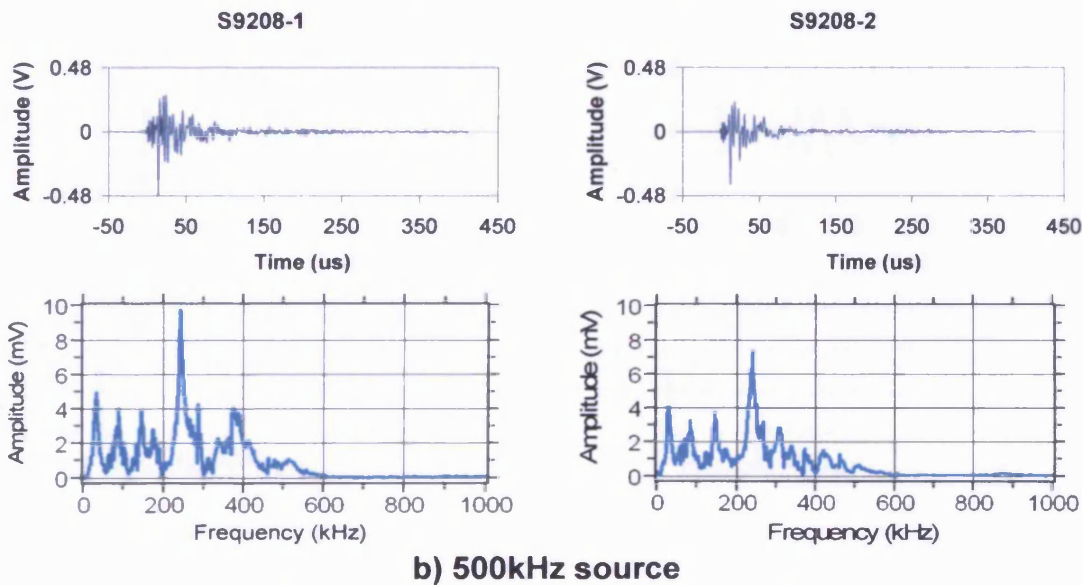 S9208-1
S9208-2
Amplitude (V)
0.48
0
-0.48
-50 50 150 250 350 450
Time (us)
Amplitude (V)
0.48
0
-0.48
-50 50 150 250 350 450
Time (us)
Amplitude (mV)
10
8
6
4
2
0
0 200 400 600 800 1000
Frequency (kHz)
Amplitude (mV)
10
8
6
4
2
0
0 200 400 600 800 1000
Frequency (kHz)
b) 500kHz source